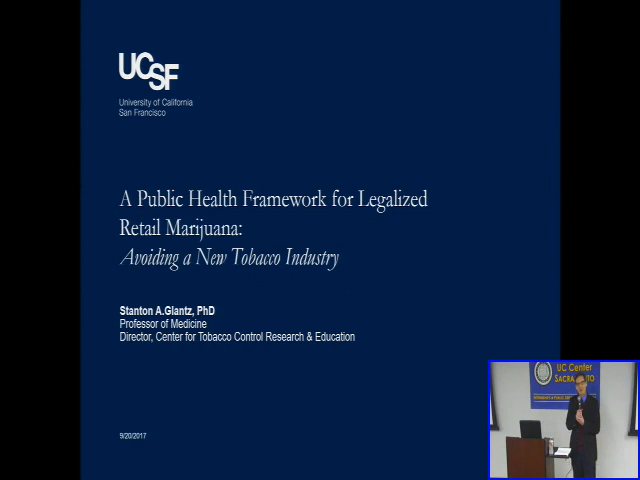 UCSF
University of California
San Francisco
A Public Health Framework for Legalized
Retail Marijuana:
Avoiding a New Tobacco Industry
Stanton A.Glantz, PhD
Professor of Medicine
Director, Center for Tobacco Control Research & Education
9/20/2017
UC Center
SACRAMENTO